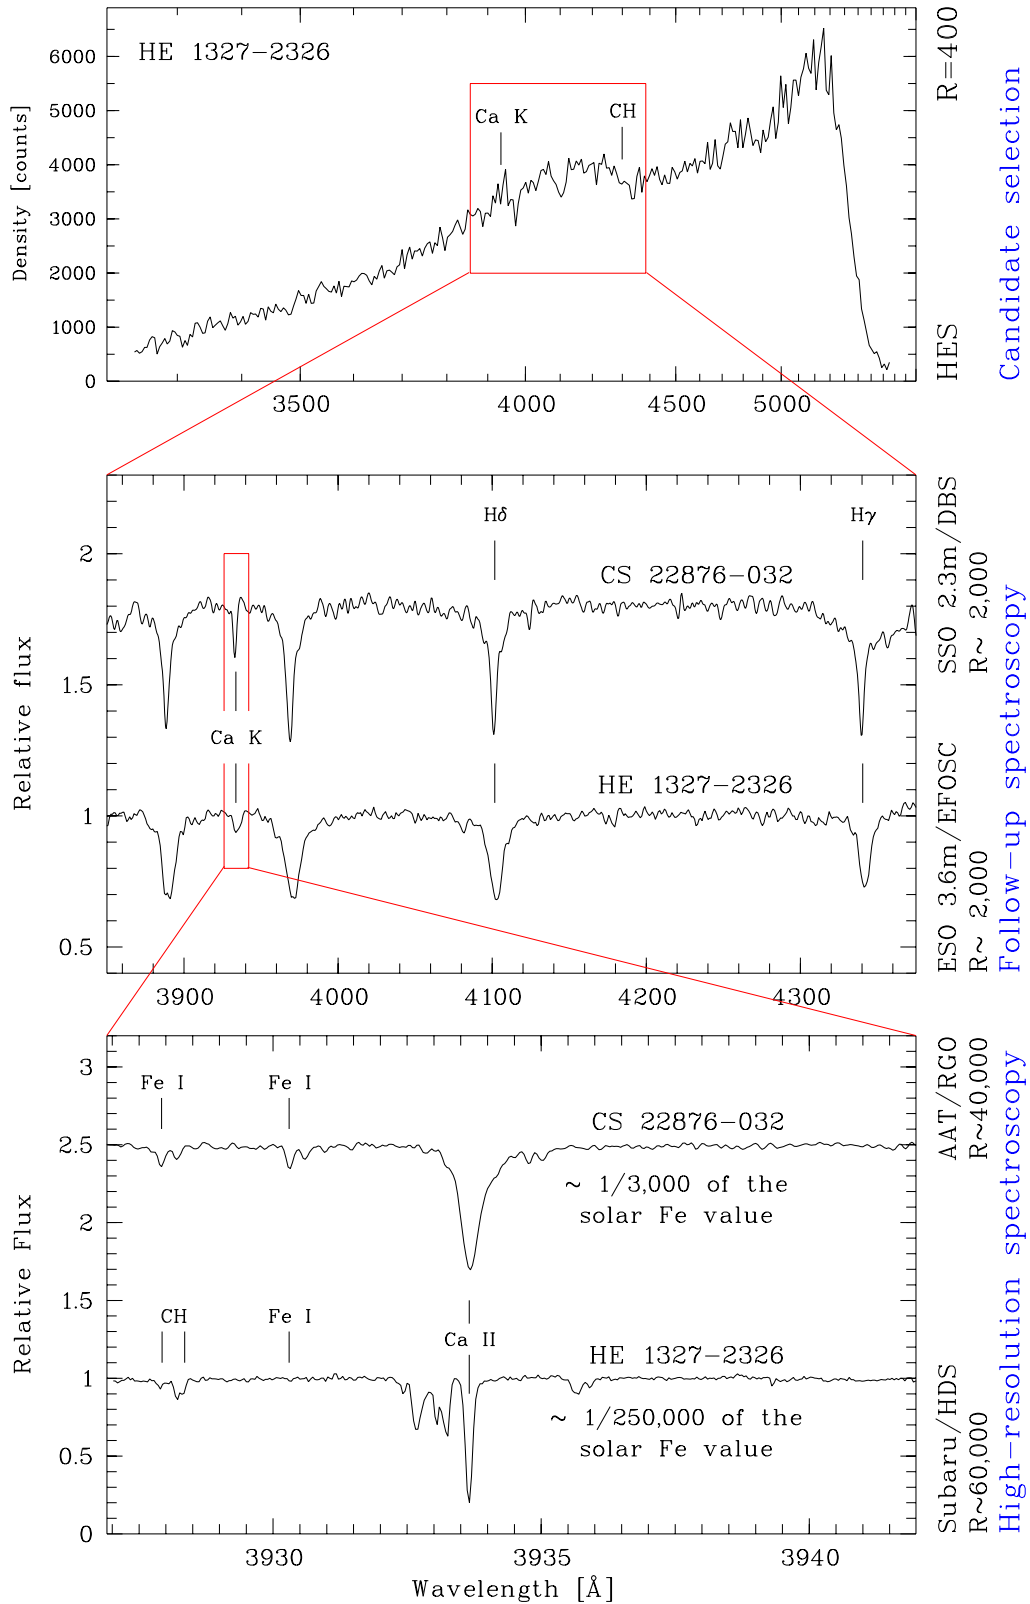 HE 1327-2326
Density [counts]
6000
5000
4000
3000
2000
1000
0
Ca K
CH
3500
4000
4500
5000
HES
R=400
Candidate selection
Relative flux
2
1.5
1
0.5
Hδ
Hγ
CS 22876-032
Ca K
HE 1327-2326
3900
4000
4100
4200
4300
SSO 2.3m/DBS
R~ 2,000
ESO 3.6m/EFOSC
R~ 2,000
Follow-up spectroscopy
Relative Flux
3
2.5
2
1.5
1
0.5
0
Fe I
Fe I
CS 22876-032
~ 1/3,000 of the
solar Fe value
CH
Fe I
Ca II
HE 1327-2326
~ 1/250,000 of the
solar Fe value
3930
3935
3940
Wavelength [Å]
AAT/RGO
R~40,000
Subaru/HDS
R~60,000
High-resolution spectroscopy